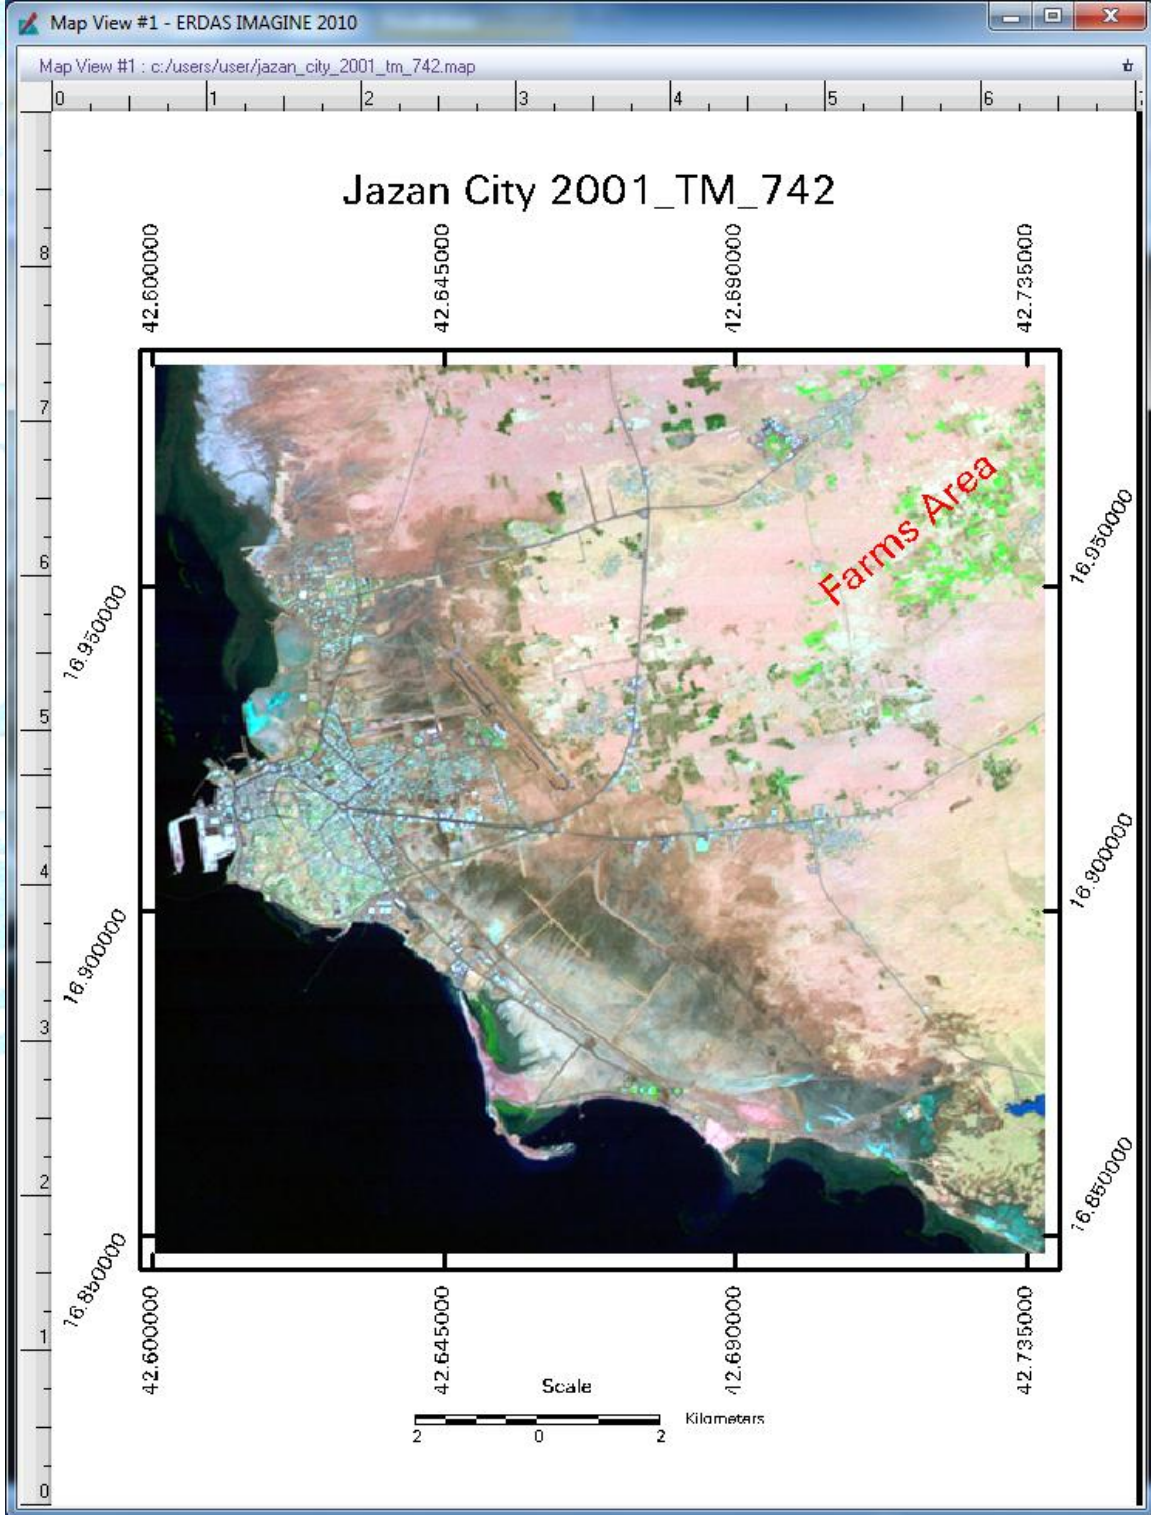 Map View #1 - ERDAS IMAGINE 2010
Map View #1 : c:/users/user/jazan_city_2001_tm_742.map
0 1 2 3 4 5 6
Jazan City 2001_TM_742
42.600000 42.645000 42.690000 42.735000
8
7
6
5
4
3
2
1
0
Farms Area
16.950000 16.950000
16.900000 16.900000
16.850000 16.850000
42.600000 42.645000 42.690000 42.735000
Scale
Kilometers
2 0 2